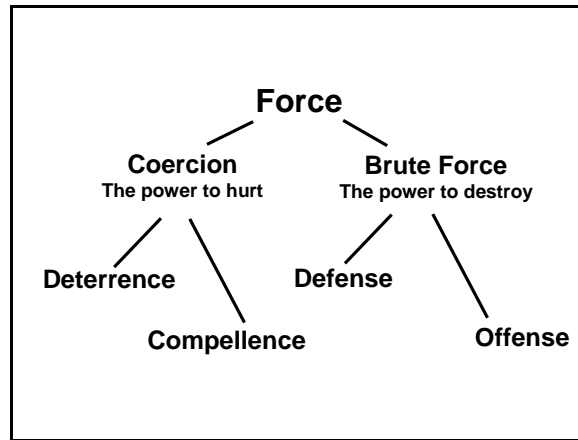 Force
Coercion
The power to hurt
Brute Force
The power to destroy
Deterrence
Defense
Compellence
Offense